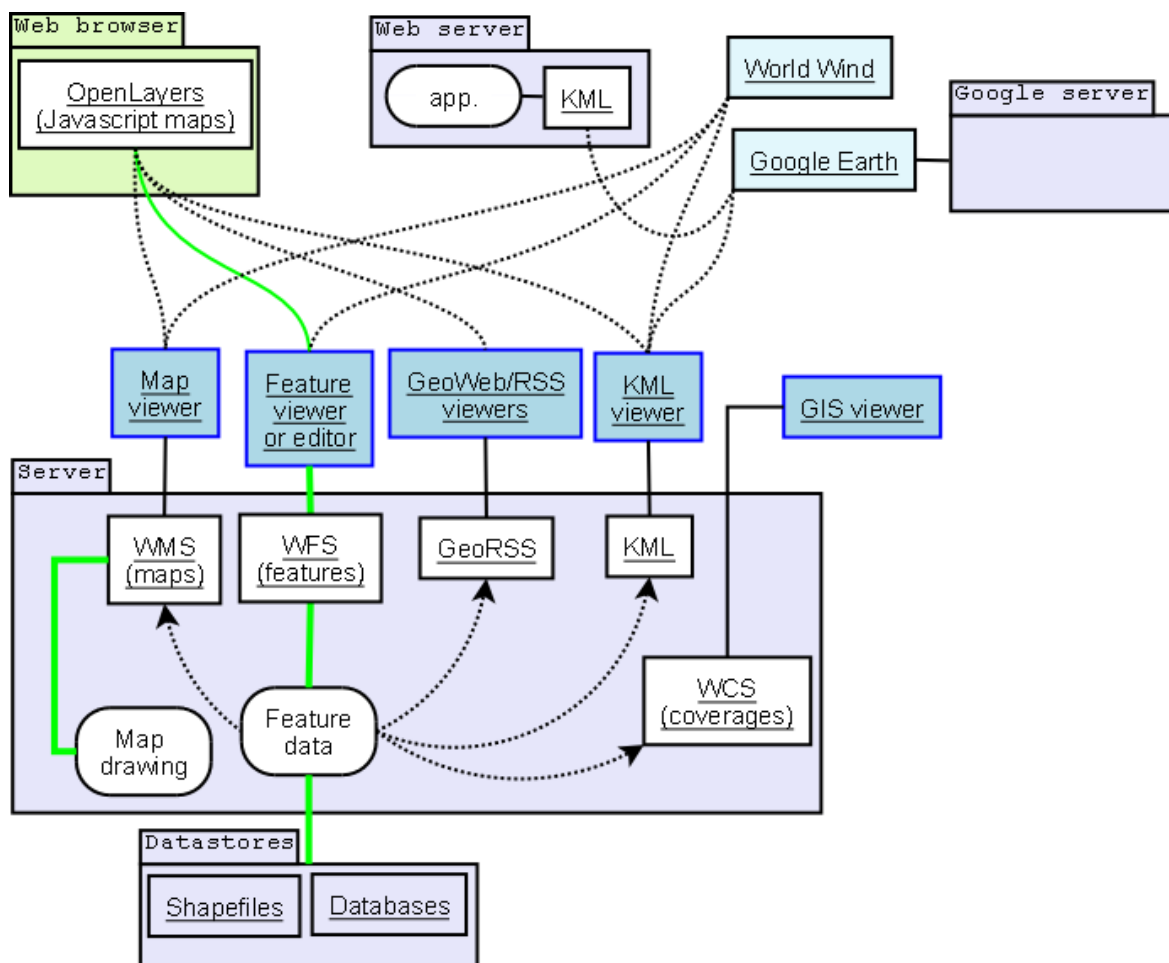 Web browser
OpenLayers
(Javascript maps)
Web server
app.
KML
World Wind
Google server
Google Earth
Map
viewer
Feature
viewer
or editor
GeoWeb/RSS
viewers
KML
viewer
GIS viewer
Server
WMS
(maps)
WFS
(features)
GeoRSS
KML
WCS
(coverages)
Map
drawing
Feature
data
Datastores
Shapefiles
Databases